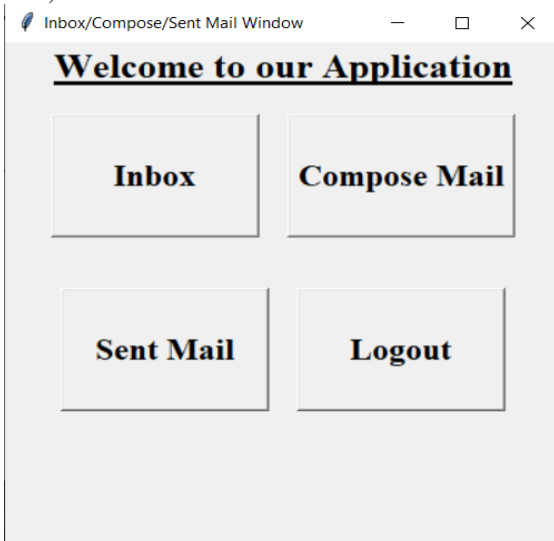 Inbox/Compose/Sent Mail Window
Welcome to our Application
Inbox
Compose Mail
Sent Mail
Logout